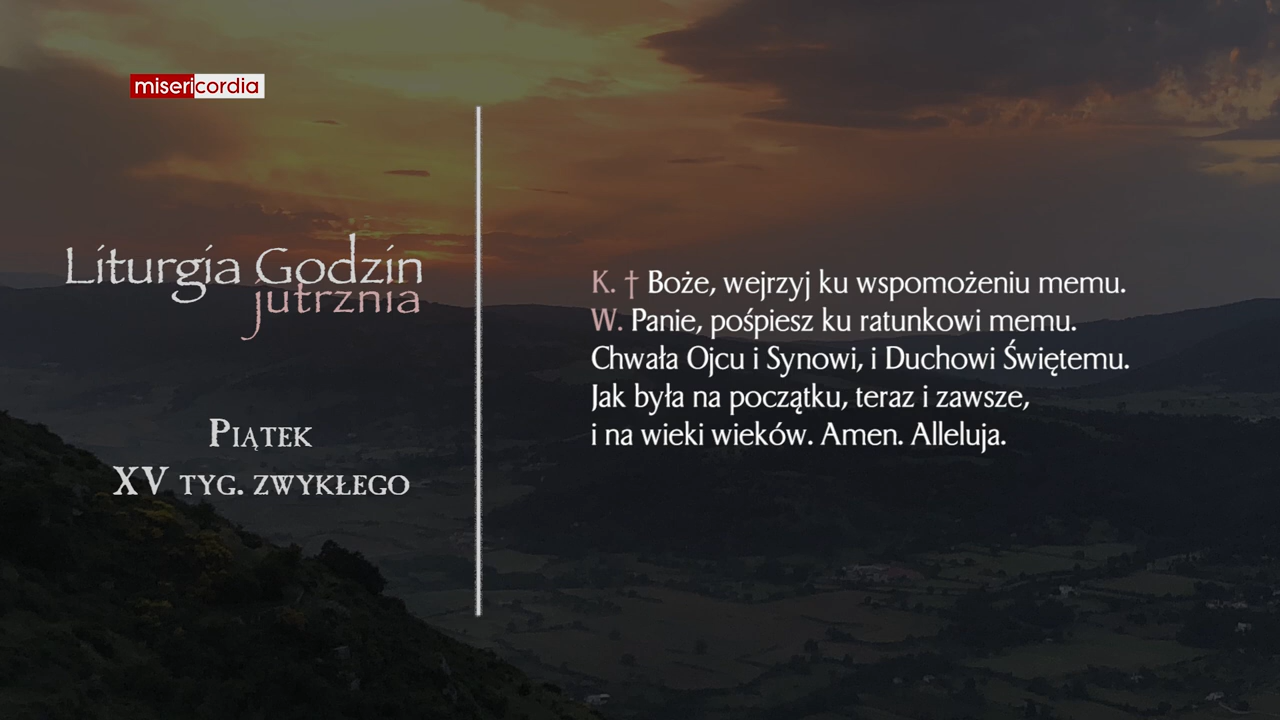 misericordia
Liturgia Godzin
jutrznia
Piątek
XV tyg. zwykłego
K. † Boże, wejrzyj ku wspomożeniu memu.
W. Panie, pośpiesz ku ratunkowi memu.
Chwała Ojcu i Synowi, i Duchowi Świętemu.
Jak była na początku, teraz i zawsze,
i na wieki wieków. Amen. Alleluja.